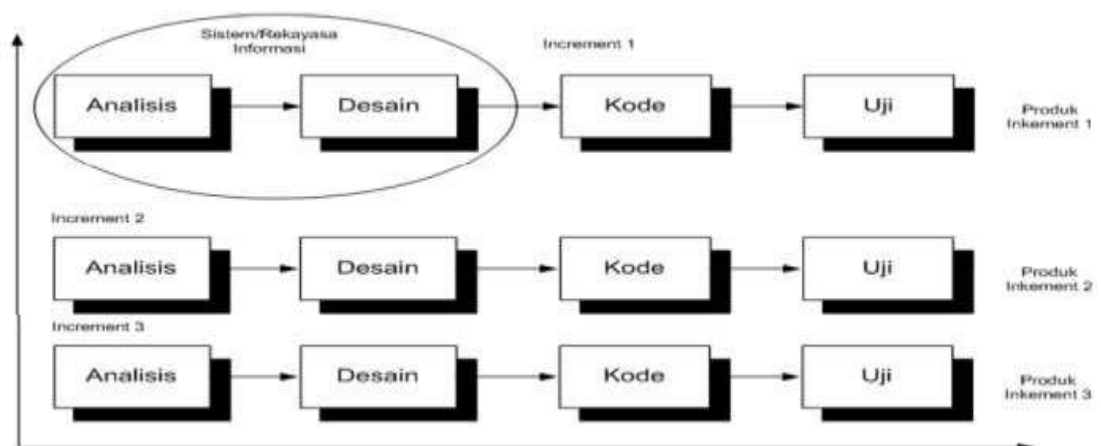 Sistem/Rekayasa
Informasi
Increment 1
Analisis
Desain
Kode
Uji
Produk
Inkement 1
Increment 2
Analisis
Desain
Kode
Uji
Produk
Inkement 2
Increment 3
Analisis
Desain
Kode
Uji
Produk
Inkement 3